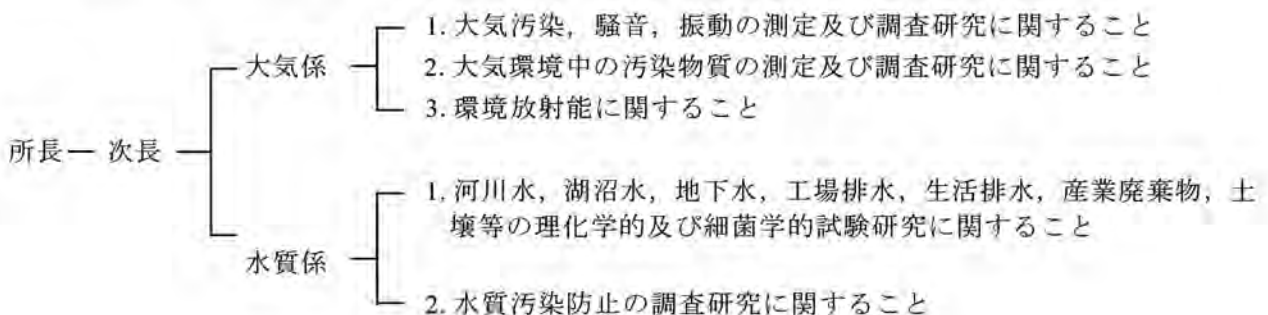 所長 次長
大気係
1. 大気汚染,騒音,振動の測定及び調査研究に関すること
2. 大気環境中の汚染物質の測定及び調査研究に関すること
3. 環境放射能に関すること
水質係
1. 河川水,湖沼水,地下水,工場排水,生活排水,産業廃棄物,土
壌等の理化学的及び細菌学的試験研究に関すること
2. 水質汚染防止の調査研究に関すること